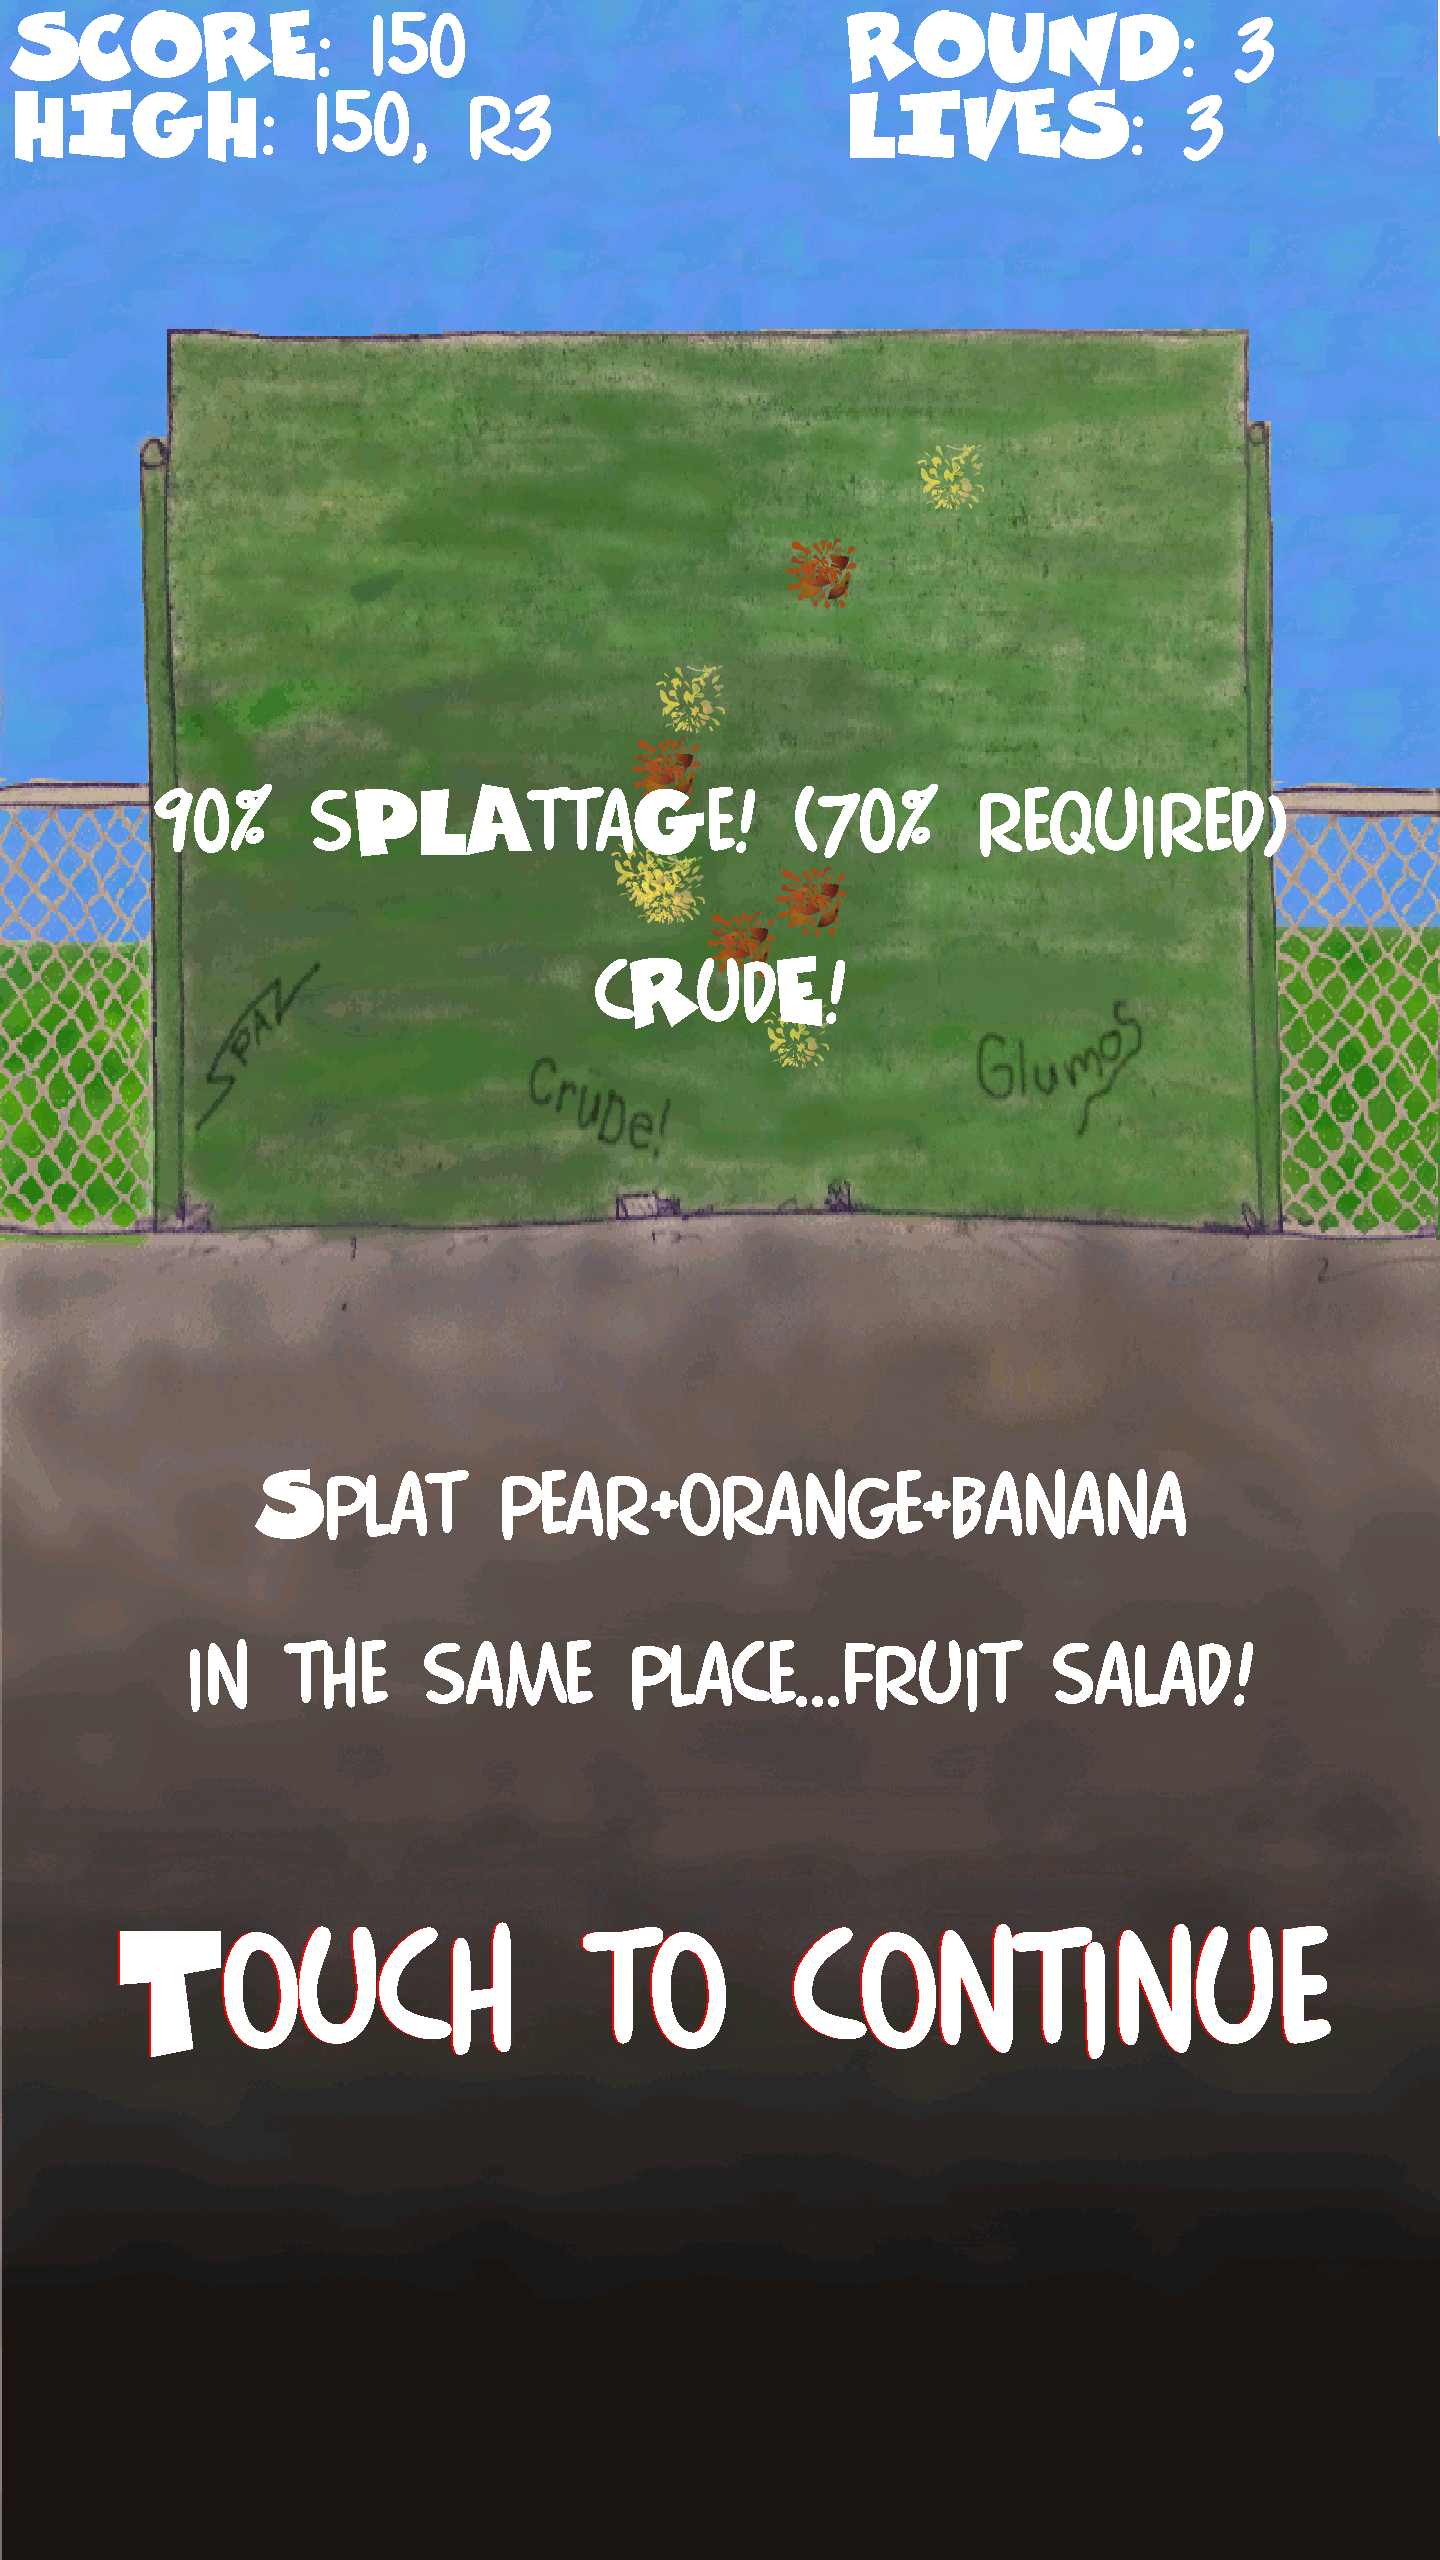 SCORE: 150
ROUND: 3
HIGH: 150, R3
LIVES: 3
90% SPLATTAGE! (70% REQUIRED)
CRUDE!
SPAZ
Crude!
Glumos
SPLAT PEAR+ORANGE+BANANA
IN THE SAME PLACE...FRUIT SALAD!
TOUCH TO CONTINUE